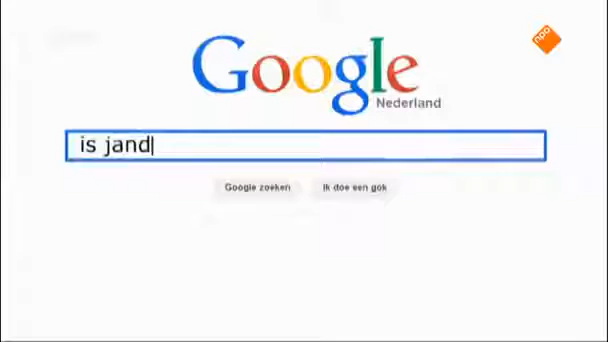 npo
Google
Nederland
is jand
Google zoeken
Ik doe een gok